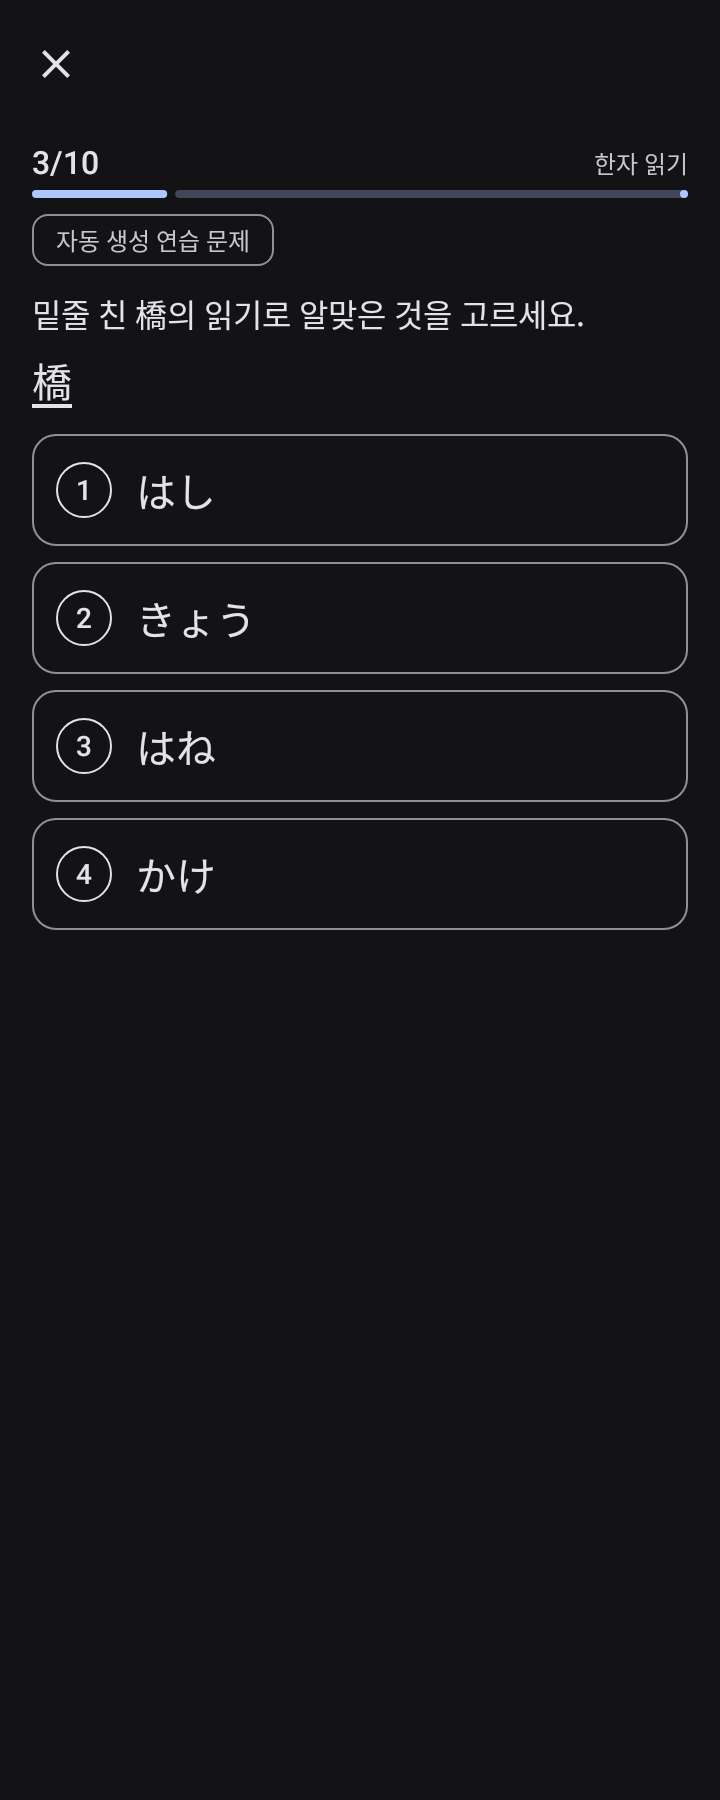 3/10
한자 읽기
자동 생성 연습 문제
밑줄 친 橋의 읽기로 알맞은 것을 고르세요.
橋
1 はし
2 きょう
3 はね
4 かけ